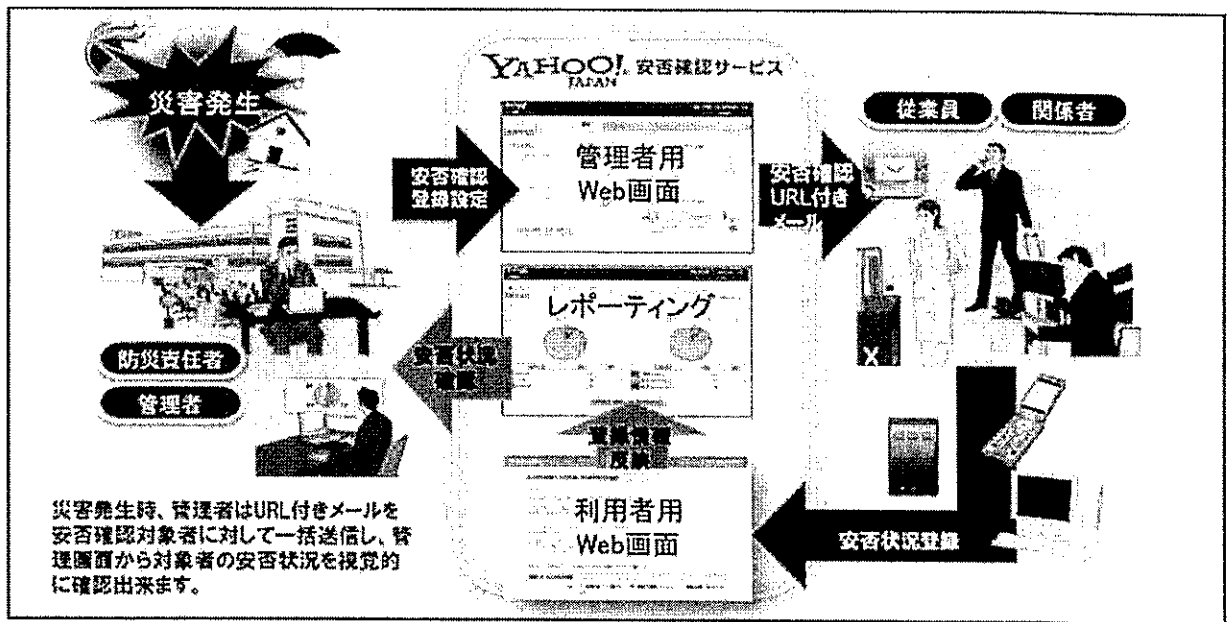 災害発生
YAHOO! 安否確認サービス
JAPAN
従業員
関係者
安否確認
登録設定
管理者用
Web画面
安否確認
URL付き
メール
レポーティング
防災責任者
管理者
安否状況
確認
登録情報
反映
利用者用
Web画面
安否状況登録
災害発生時、管理者はURL付きメールを
安否確認対象者に対して一括送信し、管
理画面から対象者の安否状況を視覚的
に確認出来ます。